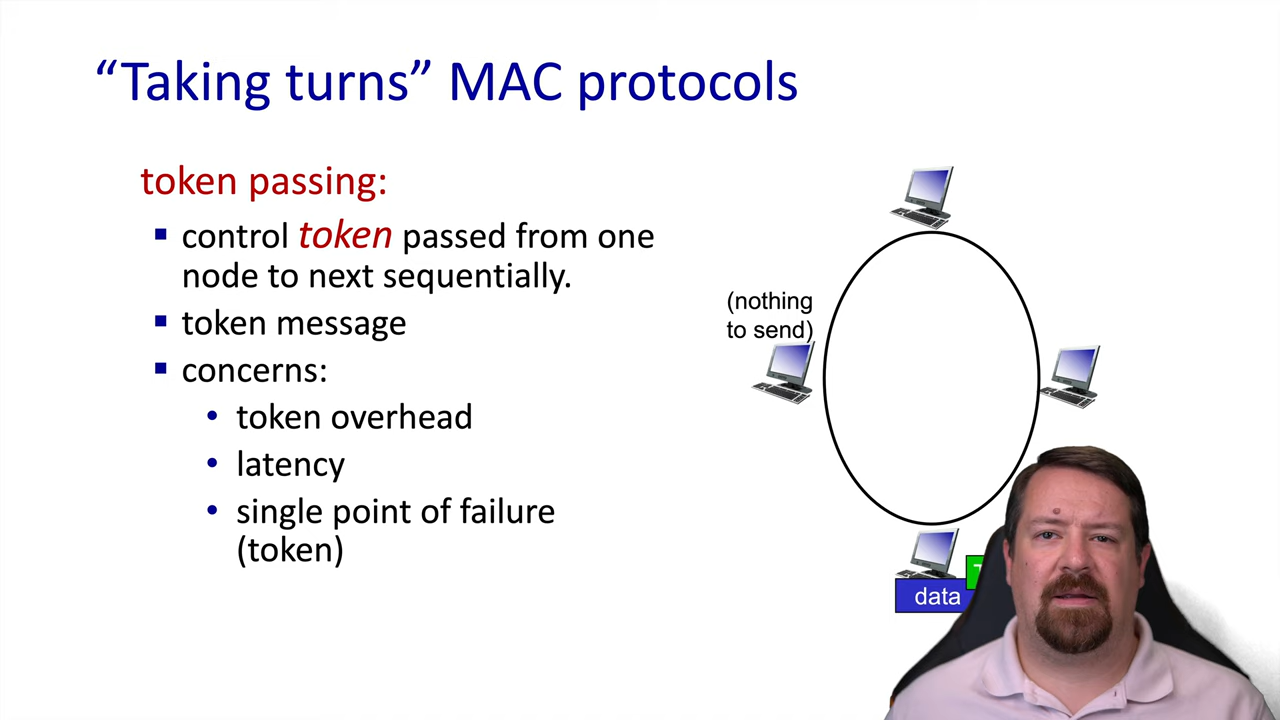 “Taking turns” MAC protocols
token passing:
▪ control token passed from one
node to next sequentially.
▪ token message
▪ concerns:
• token overhead
• latency
• single point of failure
(token)
(nothing
to send)
data